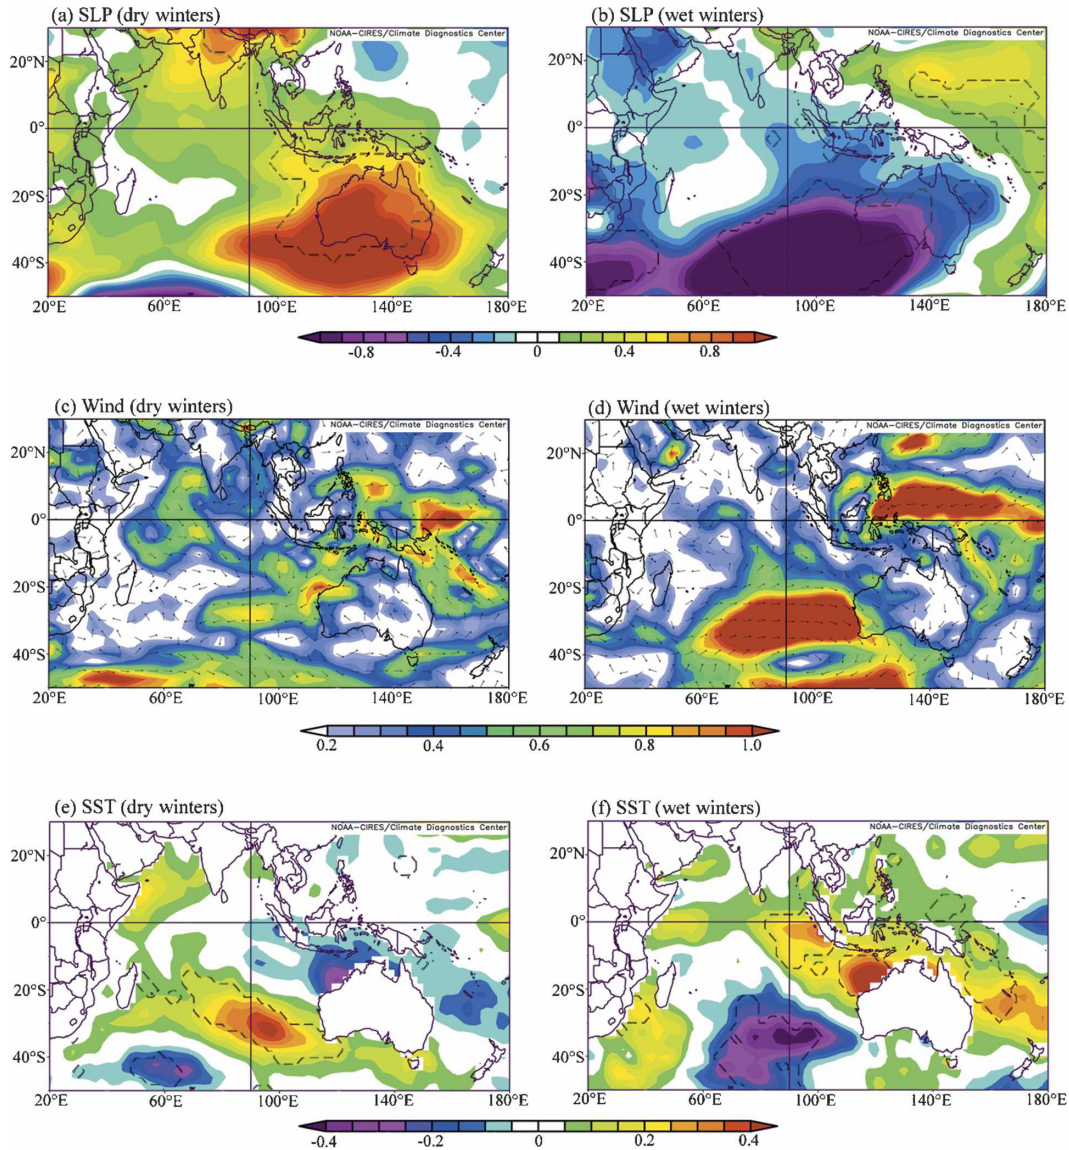 (a) SLP (dry winters)
(b) SLP (wet winters)
NOAA-CIRES/Climate Diagnostics Center
NOAA-CIRES/Climate Diagnostics Center
20°N
20°N
0°
0°
20°S
20°S
40°S
40°S
20°E 60°E 100°E 140°E 180°E
20°E 60°E 100°E 140°E 180°E
-0.8 -0.4 0 0.4 0.8
(c) Wind (dry winters)
(d) Wind (wet winters)
NOAA-CIRES/Climate Diagnostics Center
NOAA-CIRES/Climate Diagnostics Center
20°N
20°N
0°
0°
20°S
20°S
40°S
40°S
20°E 60°E 100°E 140°E 180°E
20°E 60°E 100°E 140°E 180°E
0.2 0.4 0.6 0.8 1.0
(e) SST (dry winters)
(f) SST (wet winters)
NOAA-CIRES/Climate Diagnostics Center
NOAA-CIRES/Climate Diagnostics Center
20°N
20°N
0°
0°
20°S
20°S
40°S
40°S
20°E 60°E 100°E 140°E 180°E
20°E 60°E 100°E 140°E 180°E
-0.4 -0.2 0 0.2 0.4